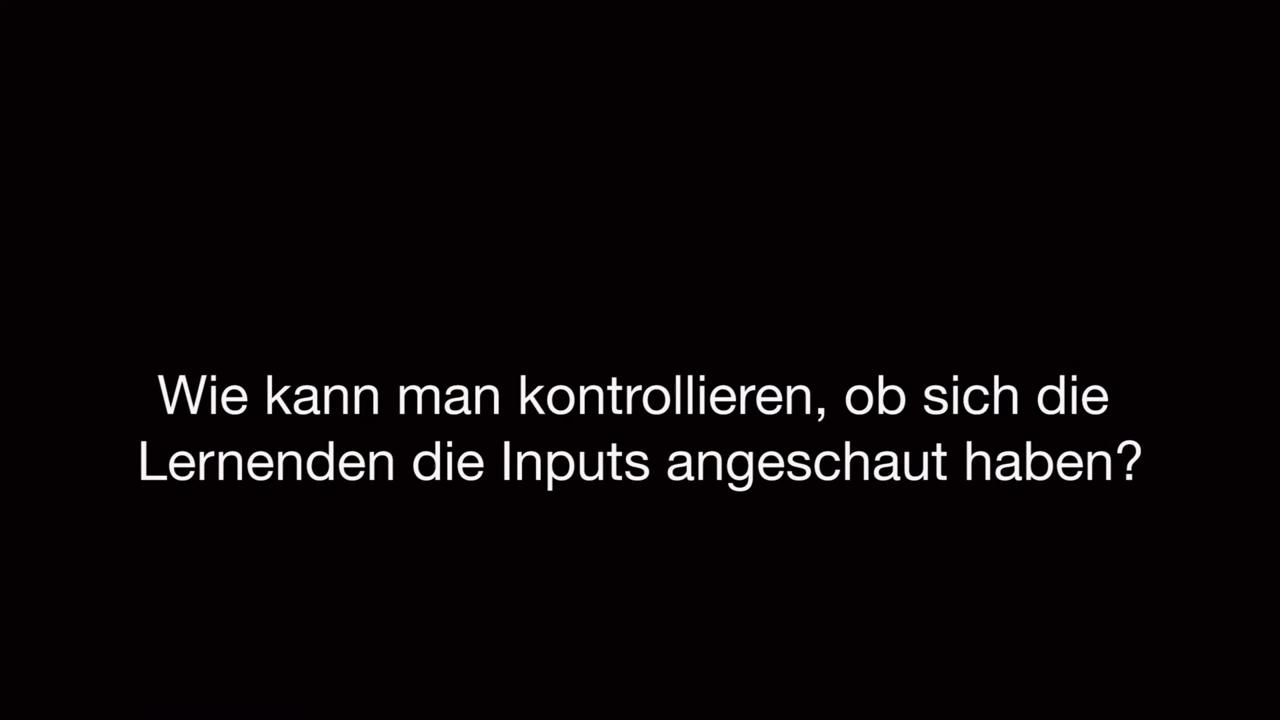 Wie kann man kontrollieren, ob sich die
Lernenden die Inputs angeschaut haben?